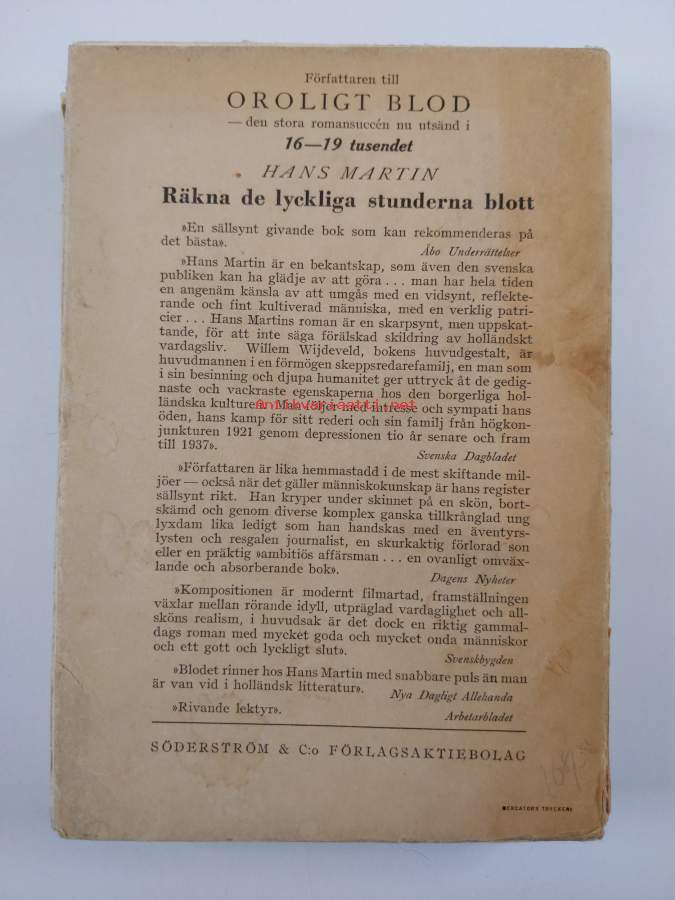 Författaren till
OROLIGT BLOD
— den stora romansuccén nu utsänd i
16—19 tusendet
HANS MARTIN
Räkna de lyckliga stunderna blott
»En sällsynt givande bok som kan rekommenderas på
det bästa».
Åbo Underrättelser
»Hans Martin är en bekantskap, som även den svenska
publiken kan ha glädje av att göra . . . man har hela tiden
en angenäm känsla av att umgås med en vidsynt, reflekte-
rande och fint kultiverad människa, med en verklig patri-
cier . . . Hans Martins roman är en skarpsynt, men uppskat-
tande, för att inte säga förälskad skildring av holländskt
vardagsliv. Willem Wijdeveld, bokens huvudgestalt, är
huvudmannen i en förmögen skeppsredarefamilj, en man som
i sin besinning och djupa humanitet ger uttryck åt de gedig-
naste och vackraste egenskaperna hos den borgerliga hol-
ländska kulturen. Man följer med intresse och sympati hans
öden, hans kamp för sitt rederi och sin familj från högkon-
junkturen 1921 genom depressionen tio år senare och fram
till 1937».
Svenska Dagbladet
»Författaren är lika hemmastadd i de mest skiftande mil-
jöer — också när det gäller människokunskap är hans register
sällsynt rikt. Han kryper under skinnet på en skön, bort-
skämd och genom diverse komplex ganska tillkrånglad ung
lyxdam lika ledigt som han handskas med en äventyrs-
lysten och resgalen journalist, en skurkaktig förlorad son
eller en präktig »ambitiös affärsman . . . en ovanligt omväx-
lande och absorberande bok».
Dagens Nyheter
»Kompositionen är modernt filmartad, framställningen
växlar mellan rörande idyll, utpräglad vardaglighet och all-
sköns realism, i huvudsak är det dock en riktig gammal-
dags roman med mycket goda och mycket onda människor
och ett gott och lyckligt slut».
Svenskbygden
»Blodet rinner hos Hans Martin med snabbare puls än man
är van vid i holländsk litteratur».
Nya Dagligt Allehanda
»Rivande lektyr».
Arbetarbladet
SÖDERSTRÖM & C:o FÖRLAGSAKTIEBOLAG
MERCATORS TRYCKERI